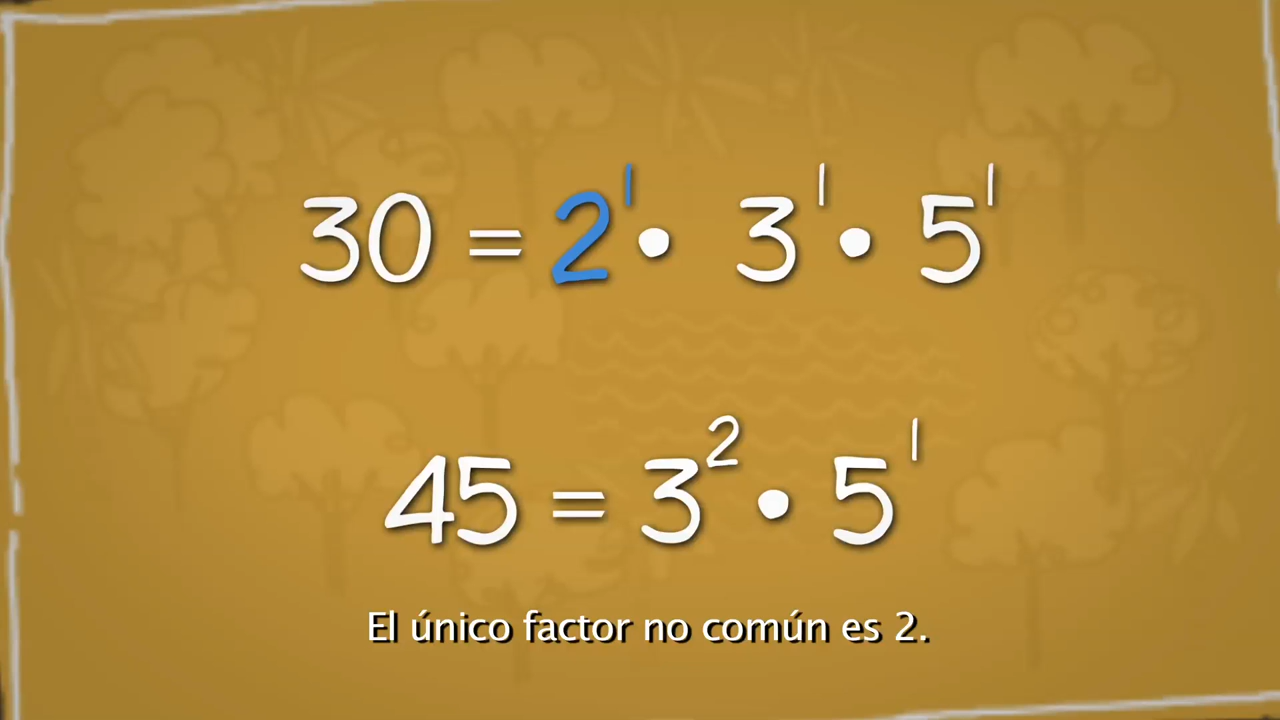 30 = 2¹ • 3¹ • 5¹
45 = 3² • 5¹
El único factor no común es 2.